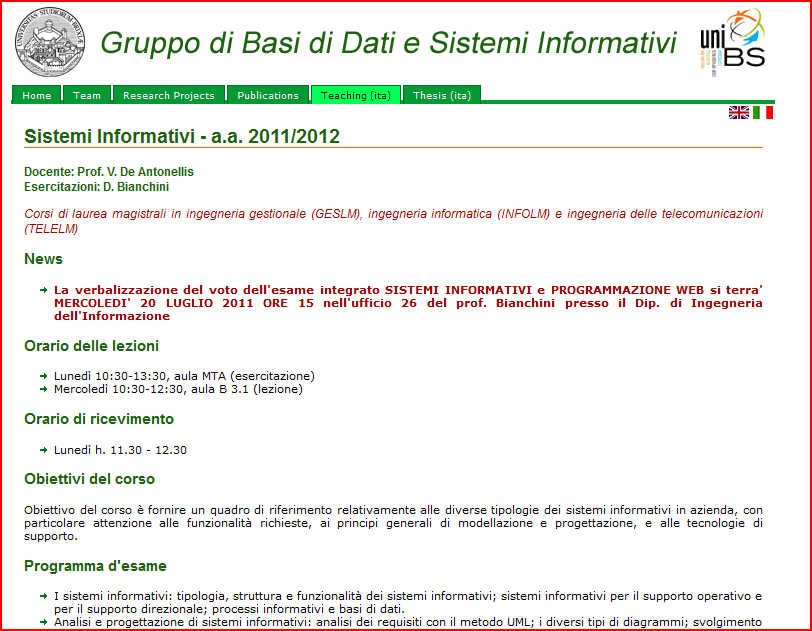 Gruppo di Basi di Dati e Sistemi Informativi
uni
BS
Home Team Research Projects Publications Teaching (ita) Thesis (ita)
Sistemi Informativi - a.a. 2011/2012
Docente: Prof. V. De Antonellis
Esercitazioni: D. Bianchini
Corsi di laurea magistrali in ingegneria gestionale (GESLM), ingegneria informatica (INFOLM) e ingegneria delle telecomunicazioni
(TELELM)
News
La verbalizzazione del voto dell'esame integrato SISTEMI INFORMATIVI e PROGRAMMAZIONE WEB si terra'
MERCOLEDI' 20 LUGLIO 2011 ORE 15 nell'ufficio 26 del prof. Bianchini presso il Dip. di Ingegneria
dell'Informazione
Orario delle lezioni
Lunedì 10:30-13:30, aula MTA (esercitazione)
Mercoledì 10:30-12:30, aula B 3.1 (lezione)
Orario di ricevimento
Lunedì h. 11.30 - 12.30
Obiettivi del corso
Obiettivo del corso è fornire un quadro di riferimento relativamente alle diverse tipologie dei sistemi informativi in azienda, con
particolare attenzione alle funzionalità richieste, ai principi generali di modellazione e progettazione, e alle tecnologie di
supporto.
Programma d'esame
I sistemi informativi: tipologia, struttura e funzionalità dei sistemi informativi; sistemi informativi per il supporto operativo e
per il supporto direzionale; processi informativi e basi di dati.
Analisi e progettazione di sistemi informativi: analisi dei requisiti con il metodo UML; i diversi tipi di diagrammi; svolgimento